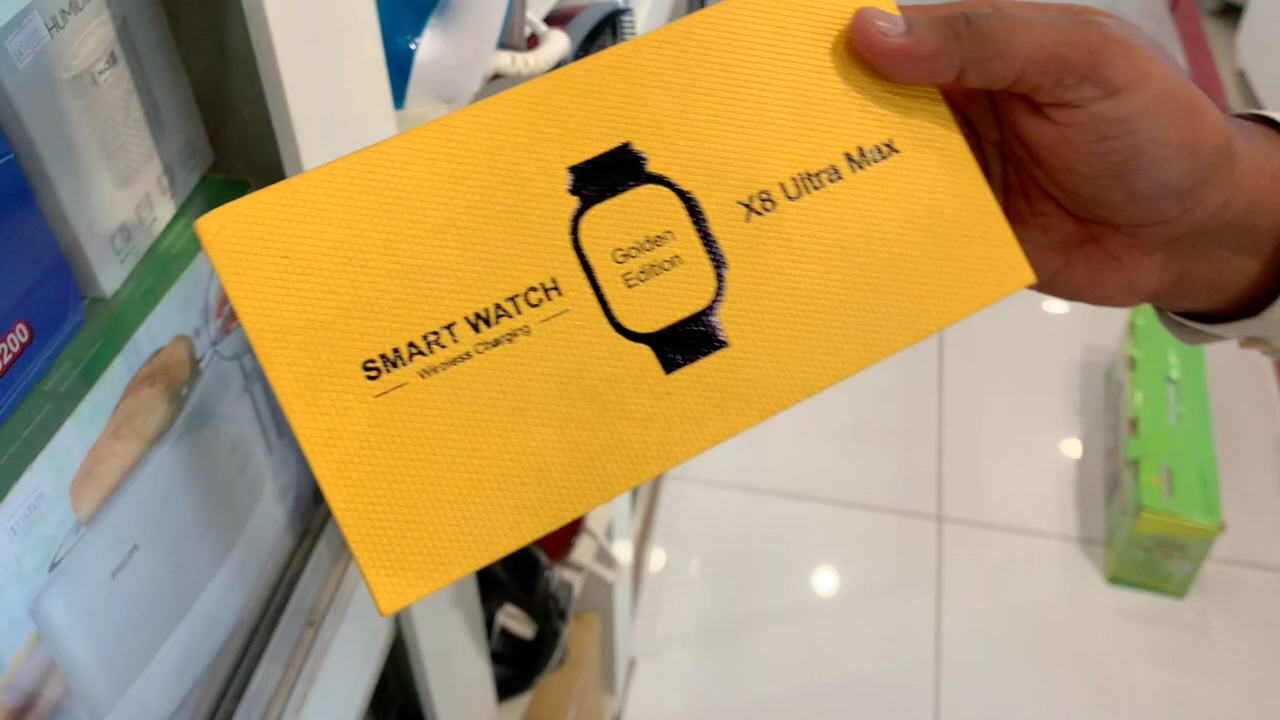 SMART WATCH
Wireless Charging
Golden
Edition
X8 Ultra Max
200